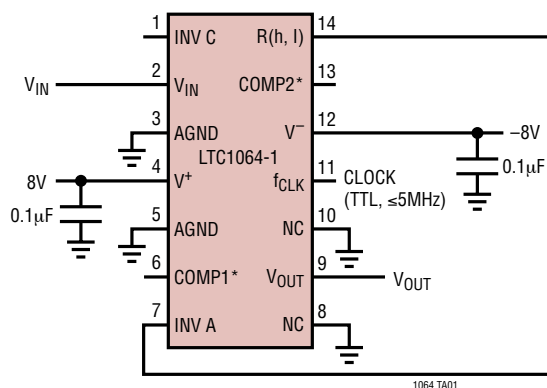 1 INV C R(h, I) 14
V_IN 2 V_IN COMP2* 13
3 AGND V⁻ 12 –8V
0.1µF
LTC1064-1
8V 4 V⁺ f_CLK 11 CLOCK
(TTL, ≤5MHz)
0.1µF
5 AGND NC 10
6 COMP1* V_OUT 9 V_OUT
7 INV A NC 8
1064 TA01